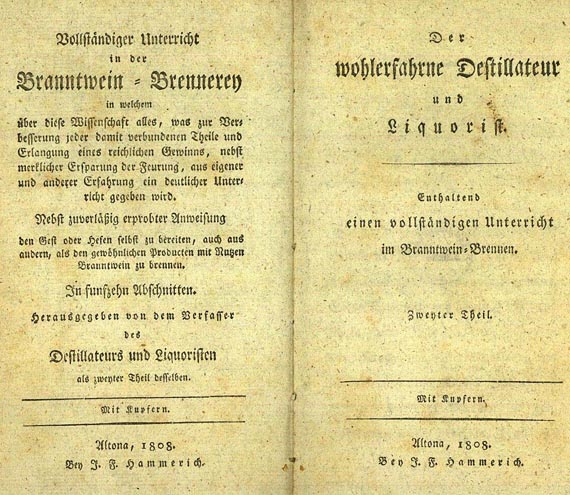 Vollständiger Unterricht
in der
Branntwein-Brennerey
in welchem
über diese Wissenschaft alles, was zur Ver-
besserung jeder damit verbundenen Theile und
Erlangung eines reichlichen Gewinns, nebst
merklicher Ersparung der Feurung, aus eigener
und anderer Erfahrung ein deutlicher Unter-
richt gegeben wird.
Nebst zuverläßig erprobter Anweisung
den Gest oder Hefen selbst zu bereiten, auch aus
andern, als den gewöhnlichen Producten mit Nutzen
Branntwein zu brennen.
In funfzehn Abschnitten.
Herausgegeben von dem Verfasser
des
Destillateurs und Liquoristen
als zweyter Theil desselben.
Mit Kupfern.
Altona, 1808.
Bey J. F. Hammerich.
Der
wohlerfahrne Destillateur
und
Liquorist.
Enthaltend
einen vollständigen Unterricht
im Branntwein-Brennen.
Zweyter Theil.
Mit Kupfern.
Altona, 1808.
Bey J. F. Hammerich.